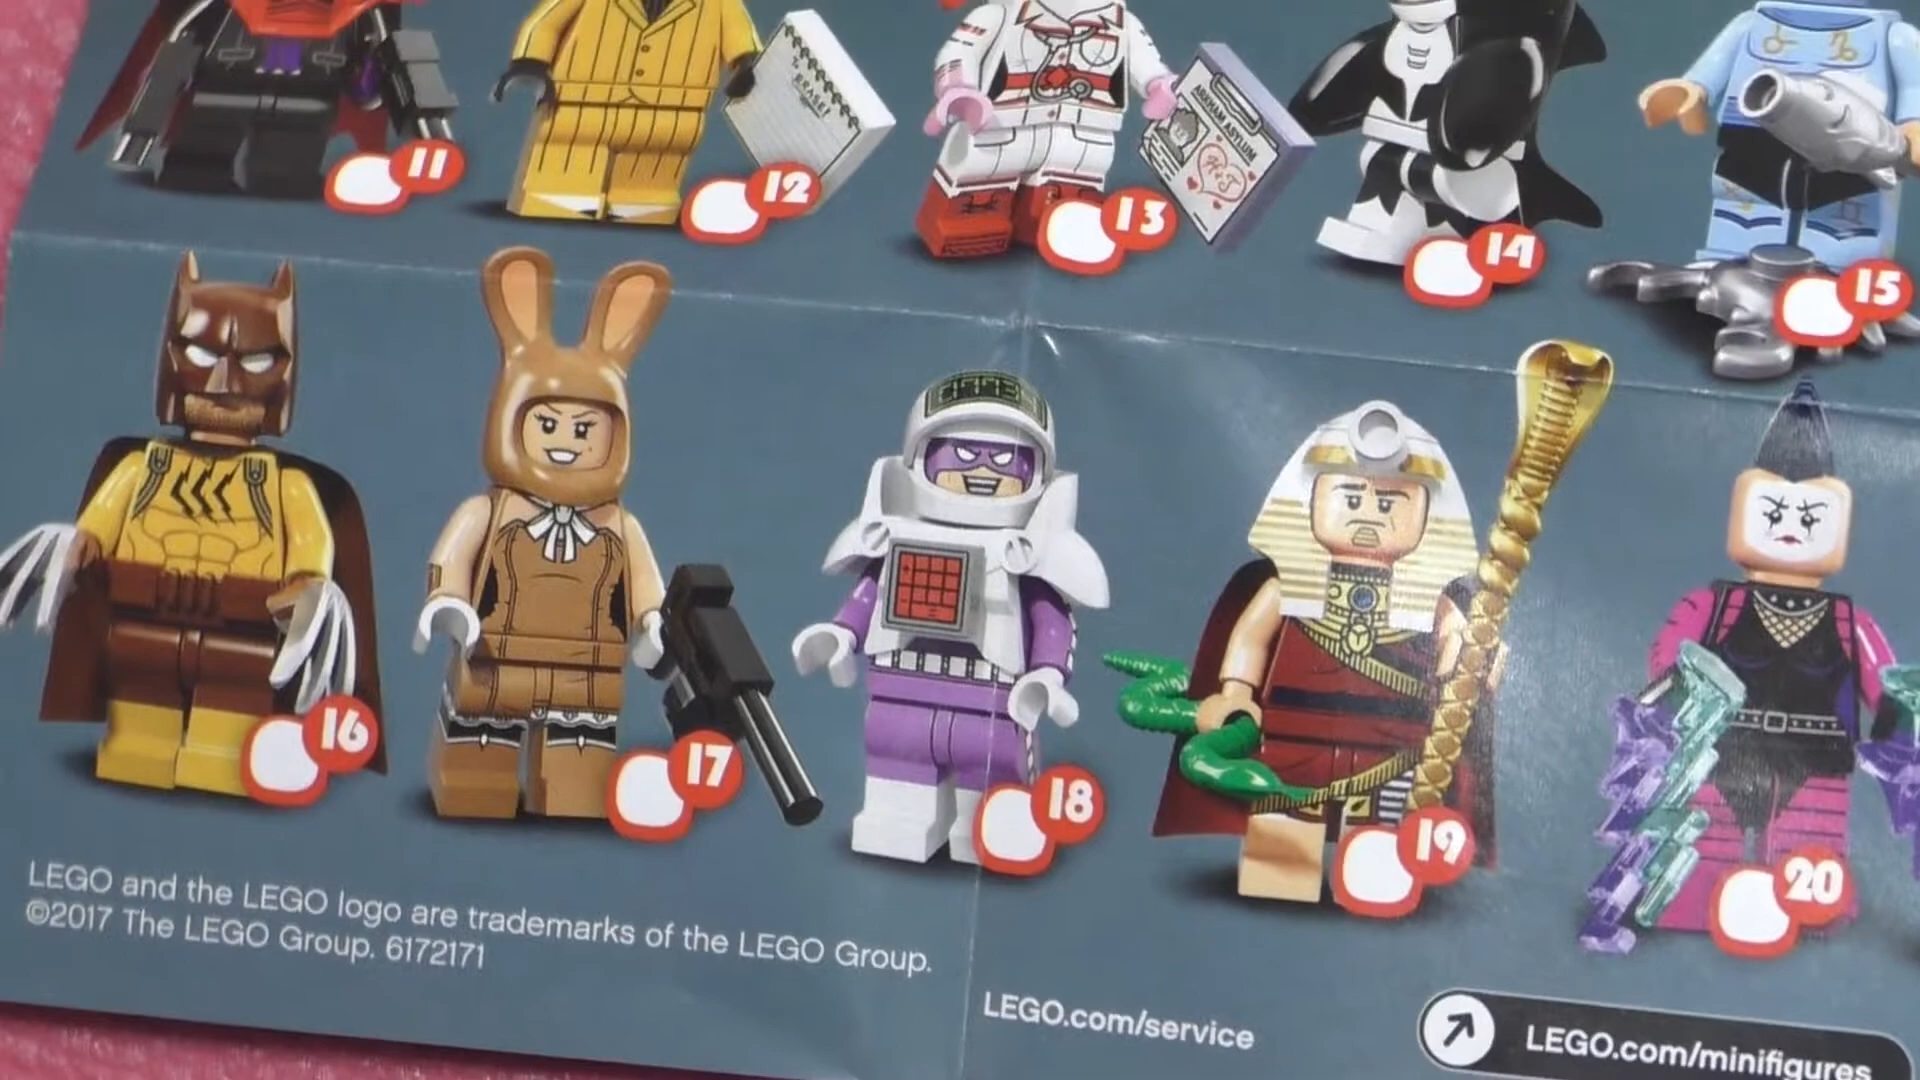 11
12
ERASE!
13
ARKHAM ASYLUM
H+J
14
15
16
17
18
19
20
LEGO and the LEGO logo are trademarks of the LEGO Group.
©2017 The LEGO Group. 6172171
LEGO.com/service
LEGO.com/minifigures